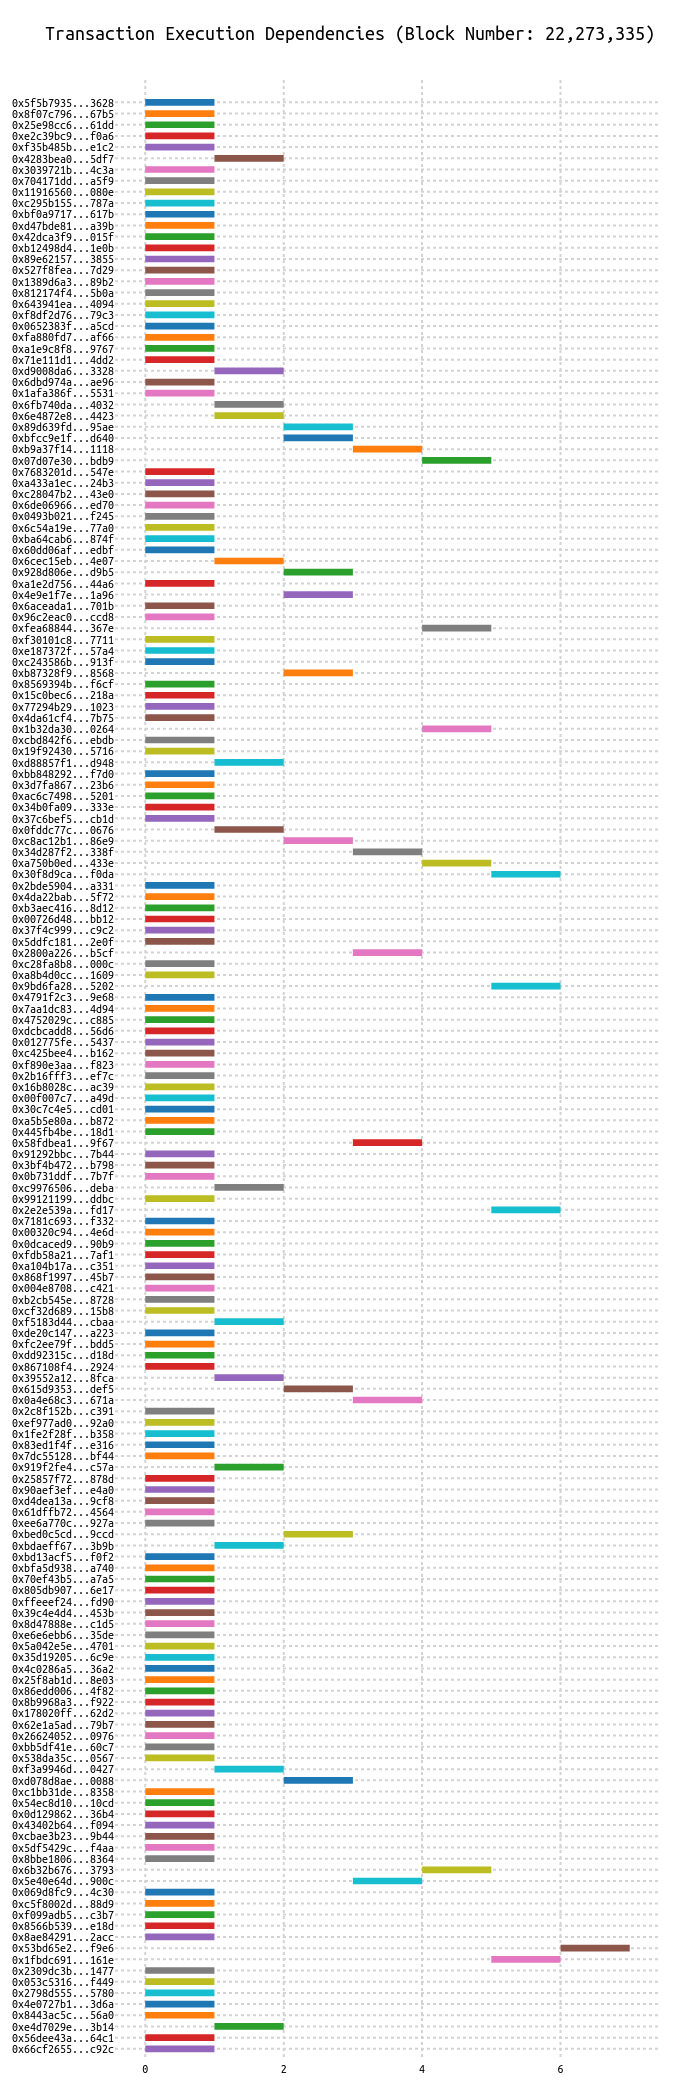 Transaction Execution Dependencies (Block Number: 22,273,335)
0x5f5b7935...3628
0x8f07c796...67b5
0x25e98cc6...61dd
0xe2c39bc9...f0a6
0xf35b485b...e1c2
0x4283bea0...5df7
0x3039721b...4c3a
0x704171dd...a5f9
0x11916560...080e
0xc295b155...787a
0xbf0a9717...617b
0xd47bde81...a39b
0x42dca3f9...015f
0xb12498d4...1e0b
0x89e62157...3855
0x527f8fea...7d29
0x1389d6a3...89b2
0x812174f4...5b0a
0x643941ea...4094
0xf8df2d76...79c3
0x0652383f...a5cd
0xfa880fd7...af66
0xa1e9c8f8...9767
0x71e111d1...4dd2
0xd9008da6...3328
0x6dbd974a...ae96
0x1afa386f...5531
0x6fb740da...4032
0x6e4872e8...4423
0x89d639fd...95ae
0xbfcc9e1f...d640
0xb9a37f14...1118
0x07d07e30...bdb9
0x7683201d...547e
0xa433a1ec...24b3
0xc28047b2...43e0
0x6de06966...ed70
0x0493b021...f245
0x6c54a19e...77a0
0xba64cab6...874f
0x60dd06af...edbf
0x6cec15eb...4e07
0x928d806e...d9b5
0xa1e2d756...44a6
0x4e9e1f7e...1a96
0x6aceada1...701b
0x96c2eac0...ccd8
0xfea68844...367e
0xf30101c8...7711
0xe187372f...57a4
0xc243586b...913f
0xb87328f9...8568
0x8569394b...f6cf
0x15c0bec6...218a
0x77294b29...1023
0x4da61cf4...7b75
0x1b32da30...0264
0xcbd842f6...ebdb
0x19f92430...5716
0xd88857f1...d948
0xbb848292...f7d0
0x3d7fa867...23b6
0xac6c7498...5201
0x34b0fa09...333e
0x37c6bef5...cb1d
0x0fddc77c...0676
0xc8ac12b1...86e9
0x34d287f2...338f
0xa750b0ed...433e
0x30f8d9ca...f0da
0x2bde5904...a331
0x4da22bab...5f72
0xb3aec416...8d12
0x00726d48...bb12
0x37f4c999...c9c2
0x5ddfc181...2e0f
0x2800a226...b5cf
0xc28fa8b8...000c
0xa8b4d0cc...1609
0x9bd6fa28...5202
0x4791f2c3...9e68
0x7aa1dc83...4d94
0x4752029c...c885
0xdcbcadd8...56d6
0x012775fe...5437
0xc425bee4...b162
0xf890e3aa...f823
0x2b16fff3...ef7c
0x16b8028c...ac39
0x00f007c7...a49d
0x30c7c4e5...cd01
0xa5b5e80a...b872
0x445fb4be...18d1
0x58fdbea1...9f67
0x91292bbc...7b44
0x3bf4b472...b798
0x0b731ddf...7b7f
0xc9976506...deba
0x99121199...ddbc
0x2e2e539a...fd17
0x7181c693...f332
0x00320c94...4e6d
0x0dcaced9...90b9
0xfdb58a21...7af1
0xa104b17a...c351
0x868f1997...45b7
0x004e8708...c421
0xb2cb545e...8728
0xcf32d689...15b8
0xf5183d44...cbaa
0xde20c147...a223
0xfc2ee79f...bdd5
0xdd92315c...d18d
0x867108f4...2924
0x39552a12...8fca
0x615d9353...def5
0x0a4e68c3...671a
0x2c8f152b...c391
0xef977ad0...92a0
0x1fe2f28f...b358
0x83ed1f4f...e316
0x7dc55128...bf44
0x919f2fe4...c57a
0x25857f72...878d
0x90aef3ef...e4a0
0xd4dea13a...9cf8
0x61dffb72...4564
0xee6a770c...927a
0xbed0c5cd...9ccd
0xbdaeff67...3b9b
0xbd13acf5...f0f2
0xbfa5d938...a740
0x70ef43b5...a7a5
0x805db907...6e17
0xffeeef24...fd90
0x39c4e4d4...453b
0x8d47888e...c1d5
0xe6e6ebb6...35de
0x5a042e5e...4701
0x35d19205...6c9e
0x4c0286a5...36a2
0x25f8ab1d...8e03
0x86edd006...4f82
0x8b9968a3...f922
0x178020ff...62d2
0x62e1a5ad...79b7
0x26624052...0976
0xbb5df41e...60c7
0x538da35c...0567
0xf3a9946d...0427
0xd078d8ae...0088
0xc1bb31de...8358
0x54ec8d10...10cd
0x0d129862...36b4
0x43402b64...f094
0xcbae3b23...9b44
0x5df5429c...f4aa
0x8bbe1806...8364
0x6b32b676...3793
0x5e40e64d...900c
0x069d8fc9...4c30
0xc5f8002d...88d9
0xf099adb5...c3b7
0x8566b539...e18d
0x8ae84291...2acc
0x53bd65e2...f9e6
0x1fbdc691...161e
0x2309dc3b...1477
0x053c5316...f449
0x2798d555...5780
0x4e0727b1...3d6a
0x8443ac5c...56a0
0xe4d7029e...3b14
0x56dee43a...64c1
0x66cf2655...c92c
0 2 4 6